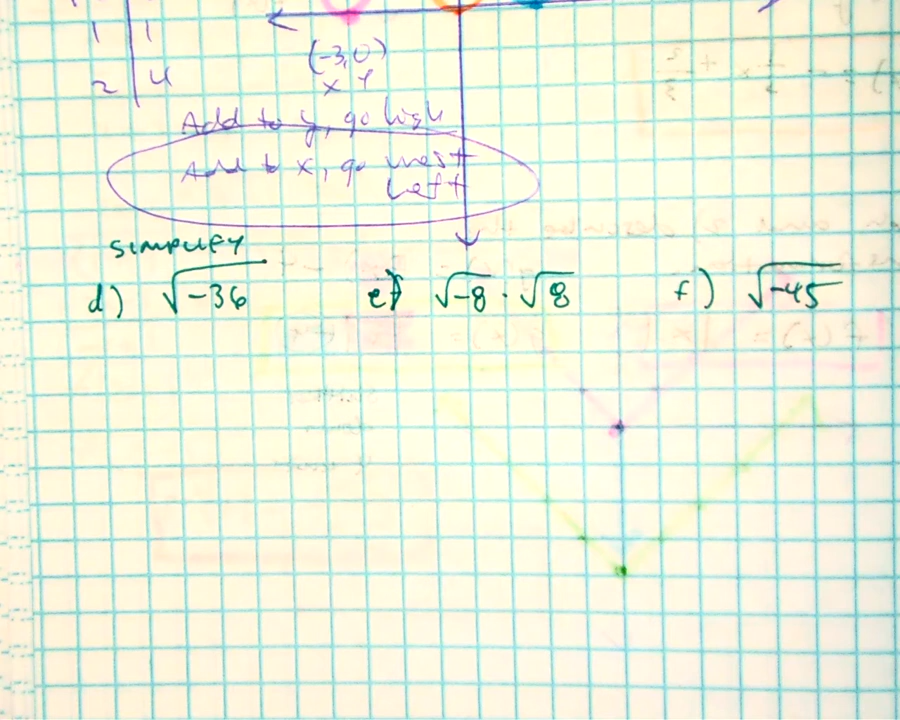 1 | 1
2 | 4
(-3,0)
x y
Add to y, go high
Add to x, go west
Left
SIMPLIFY
d) √-36 e) √-8 · √8 f) √-45